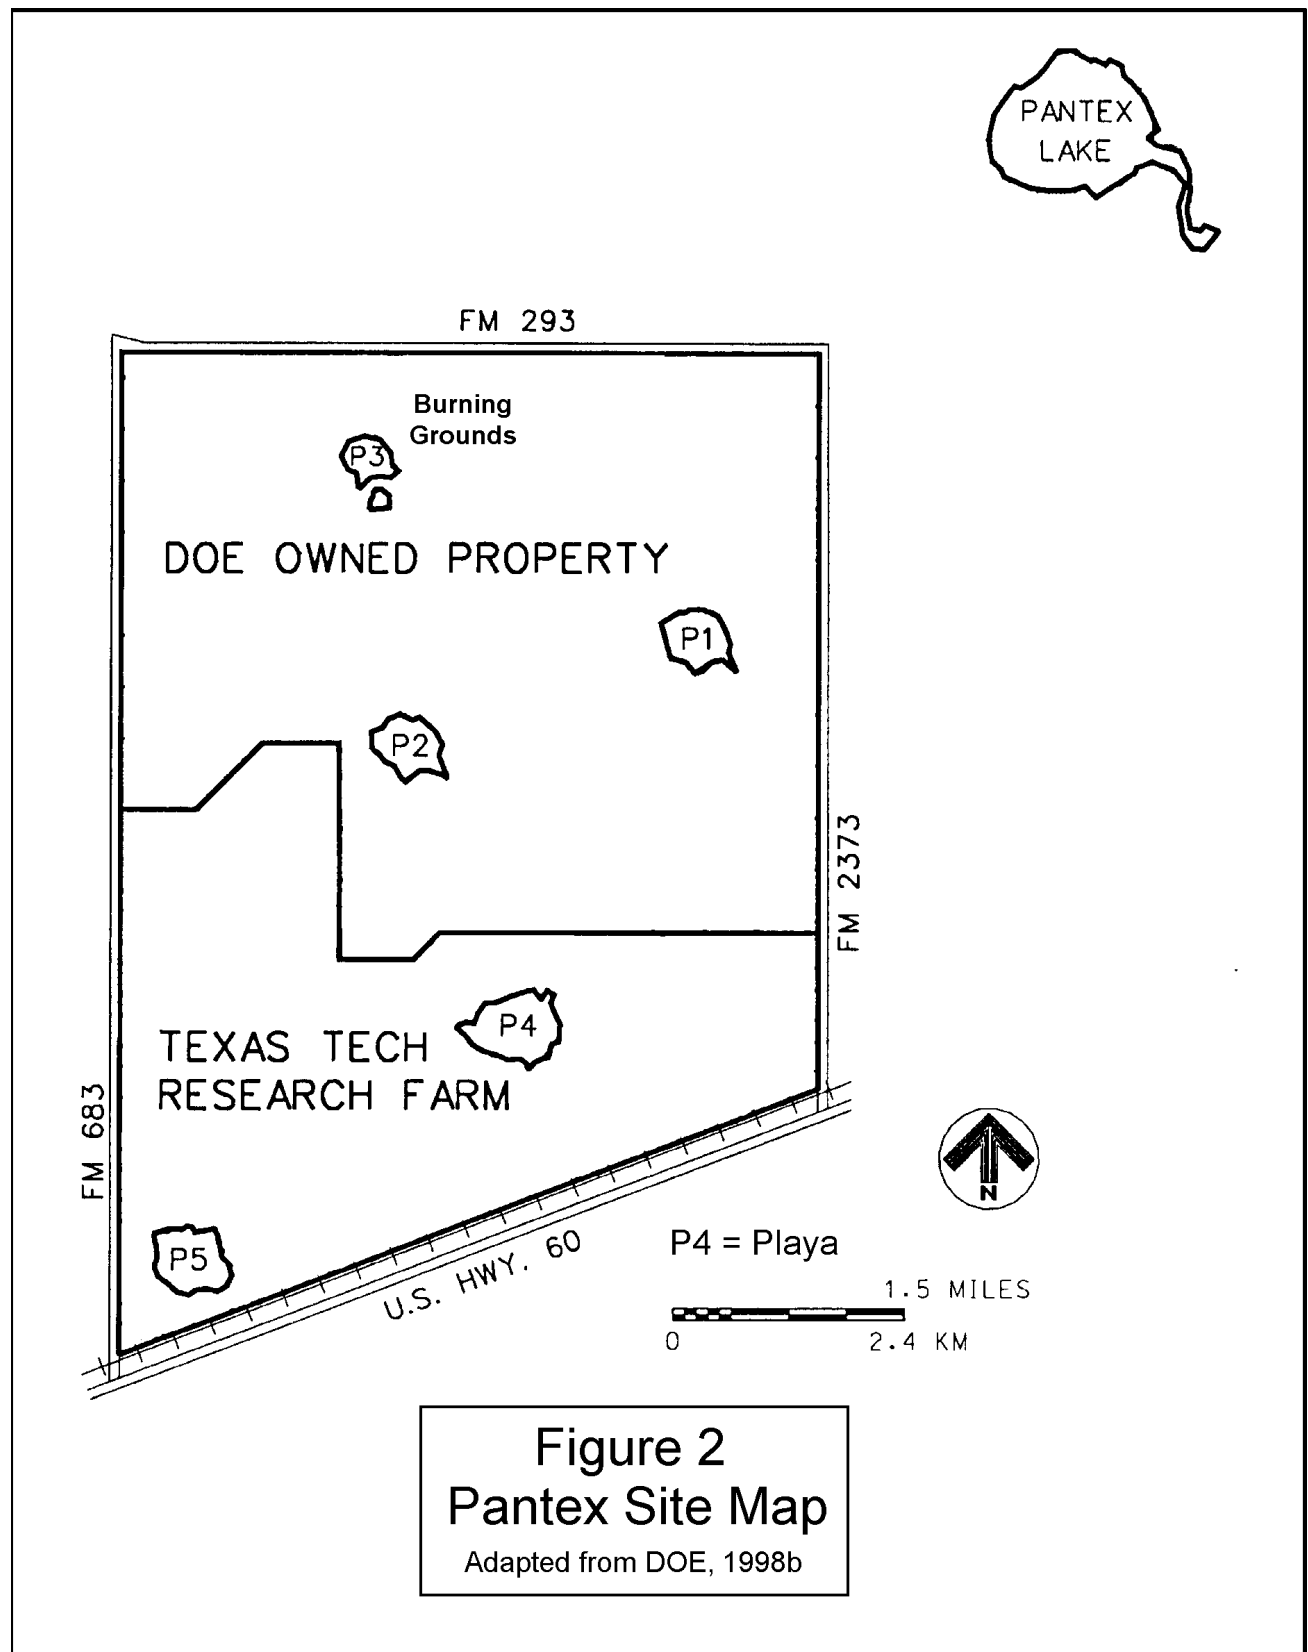 PANTEX
LAKE
FM 293
Burning
Grounds
P3
DOE OWNED PROPERTY
P1
P2
FM 2373
P4
TEXAS TECH
RESEARCH FARM
FM 683
N
P5
U.S. HWY. 60
P4 = Playa
1.5 MILES
0
2.4 KM
Figure 2
Pantex Site Map
Adapted from DOE, 1998b